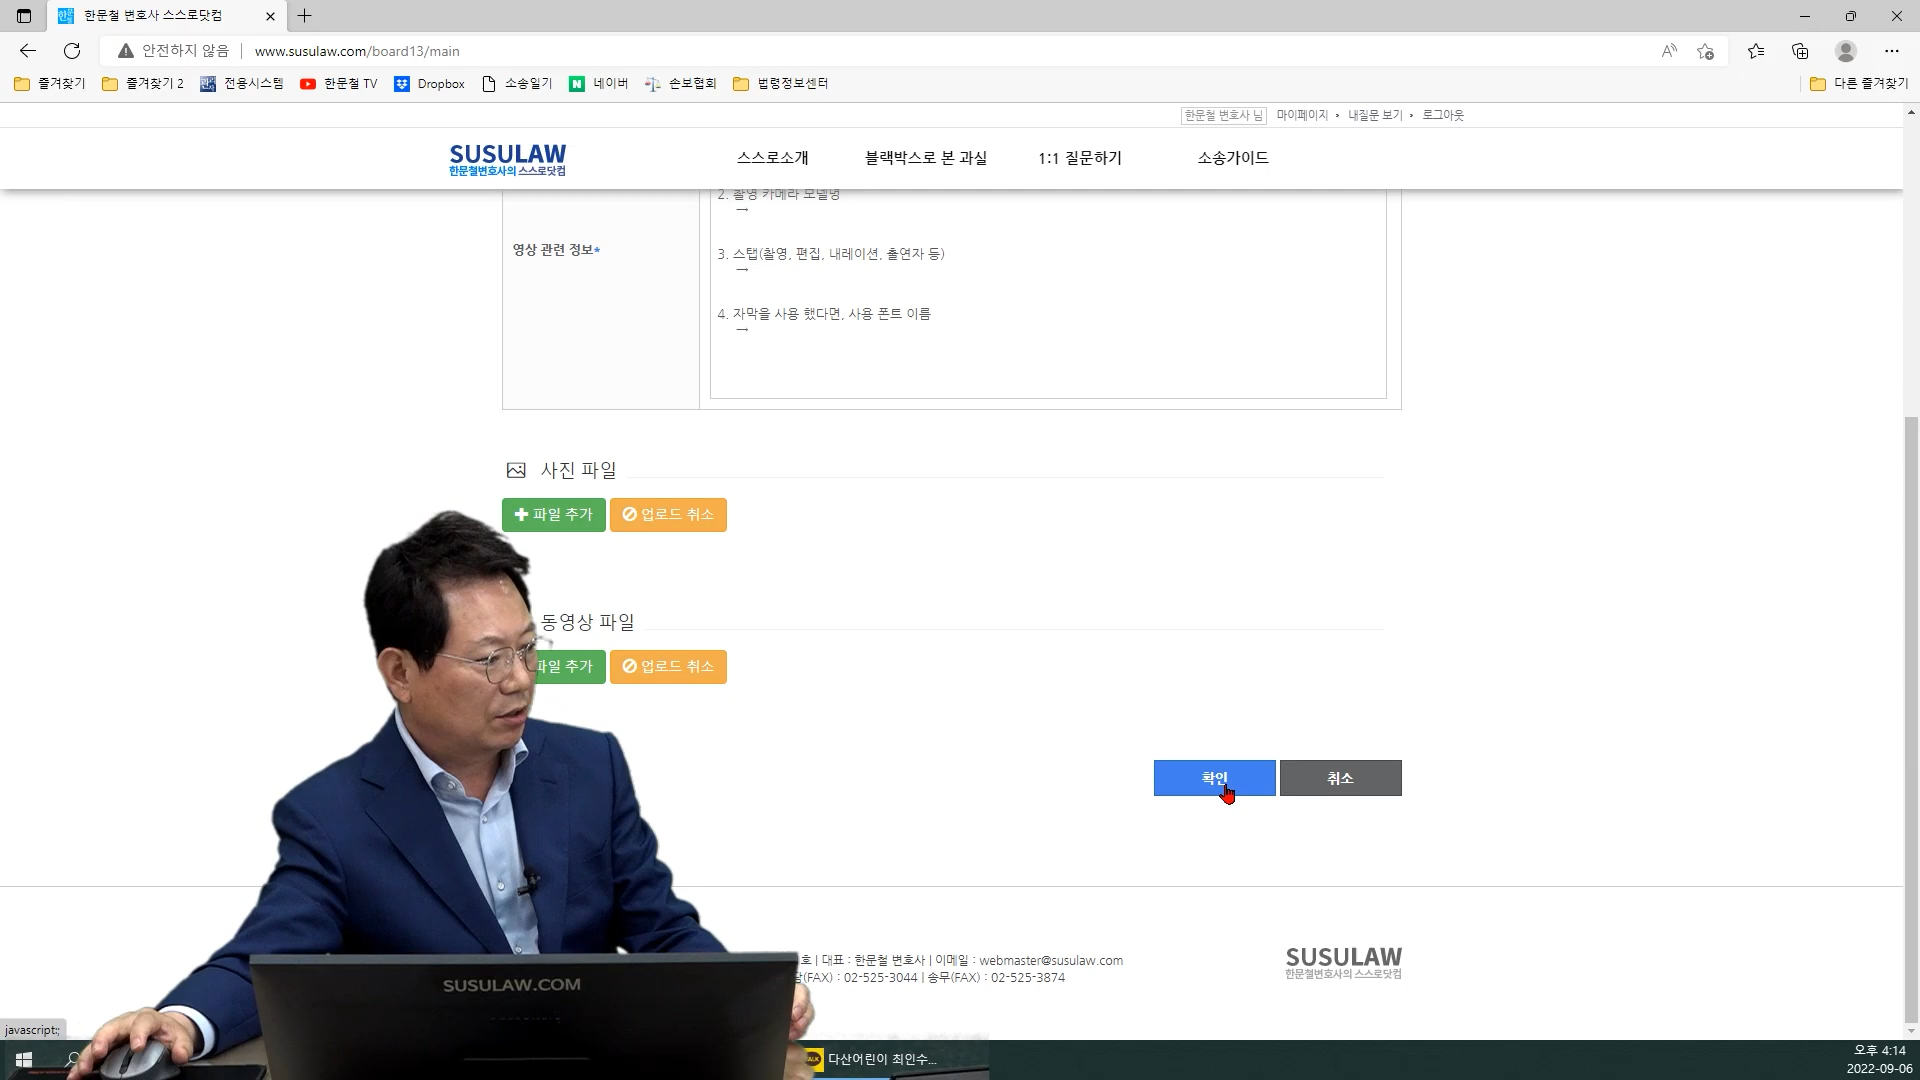 한문철 변호사 스스로닷컴
안전하지 않음 www.susulaw.com/board13/main
즐겨찾기 즐겨찾기 2 전용시스템 한문철 TV Dropbox 소송일기 네이버 손보협회 법령정보센터 다른 즐겨찾기
한문철 변호사 님 마이페이지 내질문 보기 로그아웃
SUSULAW
한문철변호사의 스스로닷컴
스스로소개 블랙박스로 본 과실 1:1 질문하기 소송가이드
2. 촬영 카메라 모델명
→
영상 관련 정보*
3. 스탭(촬영, 편집, 내레이션, 출연자 등)
→
4. 자막을 사용 했다면, 사용 폰트 이름
→
사진 파일
파일 추가 업로드 취소
동영상 파일
파일 추가 업로드 취소
확인 취소
호 | 대표 : 한문철 변호사 | 이메일 : webmaster@susulaw.com
(FAX) : 02-525-3044 | 송무(FAX) : 02-525-3874
SUSULAW
한문철변호사의 스스로닷컴
SUSULAW.COM
javascript:;
다산어린이 최인수...
오후 4:14
2022-09-06